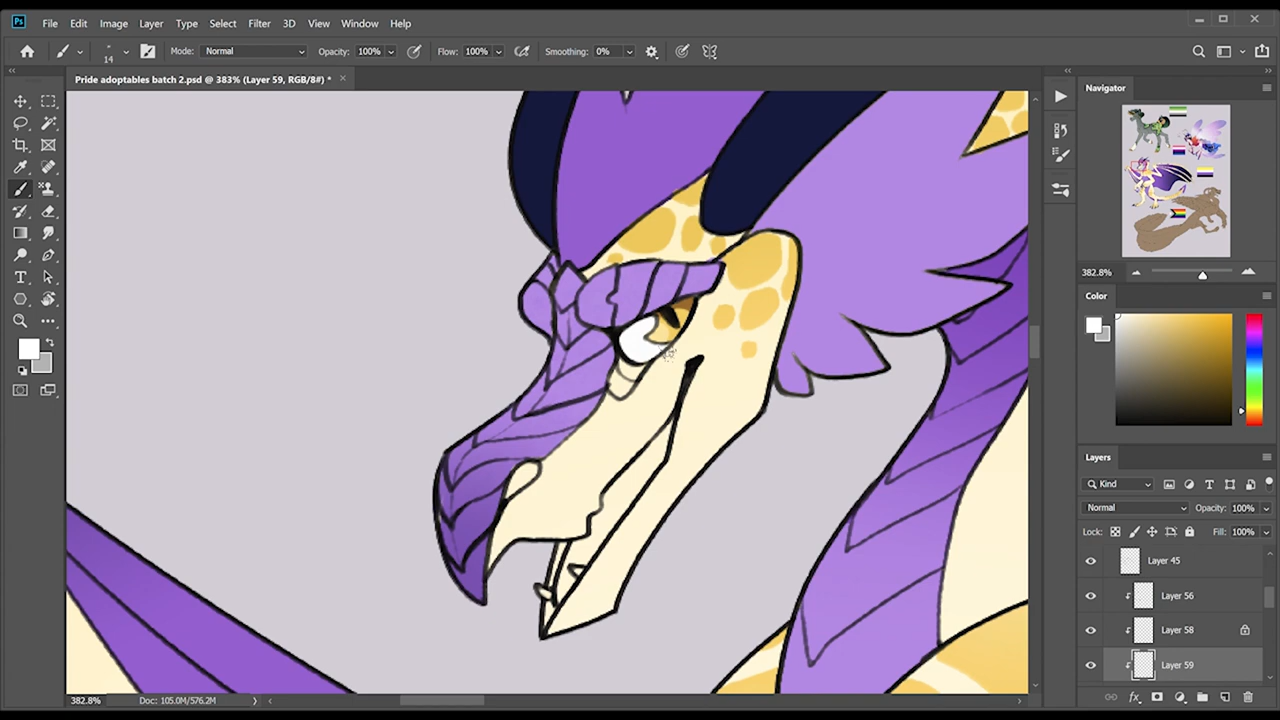 Ps File Edit Image Layer Type Select Filter 3D View Window Help
14 Mode: Normal Opacity: 100% Flow: 100% Smoothing: 0%
Pride adoptables batch 2.psd @ 383% (Layer 59, RGB/8#) * ×
Navigator
382.8%
Color
Layers
Kind
Normal Opacity: 100%
Lock: Fill: 100%
Layer 45
Layer 56
Layer 58
Layer 59
382.8% Doc: 105.0M/576.2M